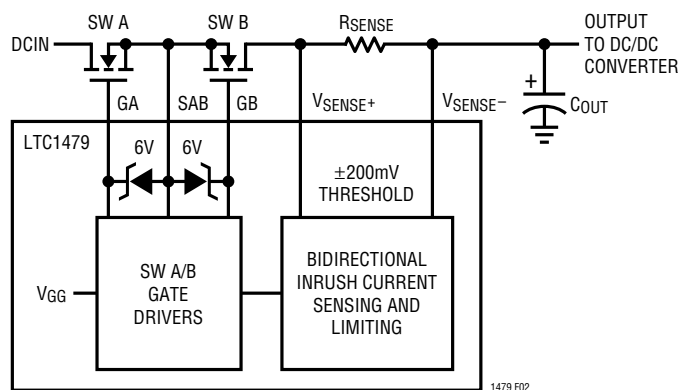 SW A
SW B
RSENSE
OUTPUT
TO DC/DC
CONVERTER
DCIN
GA
SAB
GB
VSENSE+
VSENSE–
+
COUT
LTC1479
6V
6V
±200mV
THRESHOLD
SW A/B
GATE
DRIVERS
BIDIRECTIONAL
INRUSH CURRENT
SENSING AND
LIMITING
VGG
1479 F02